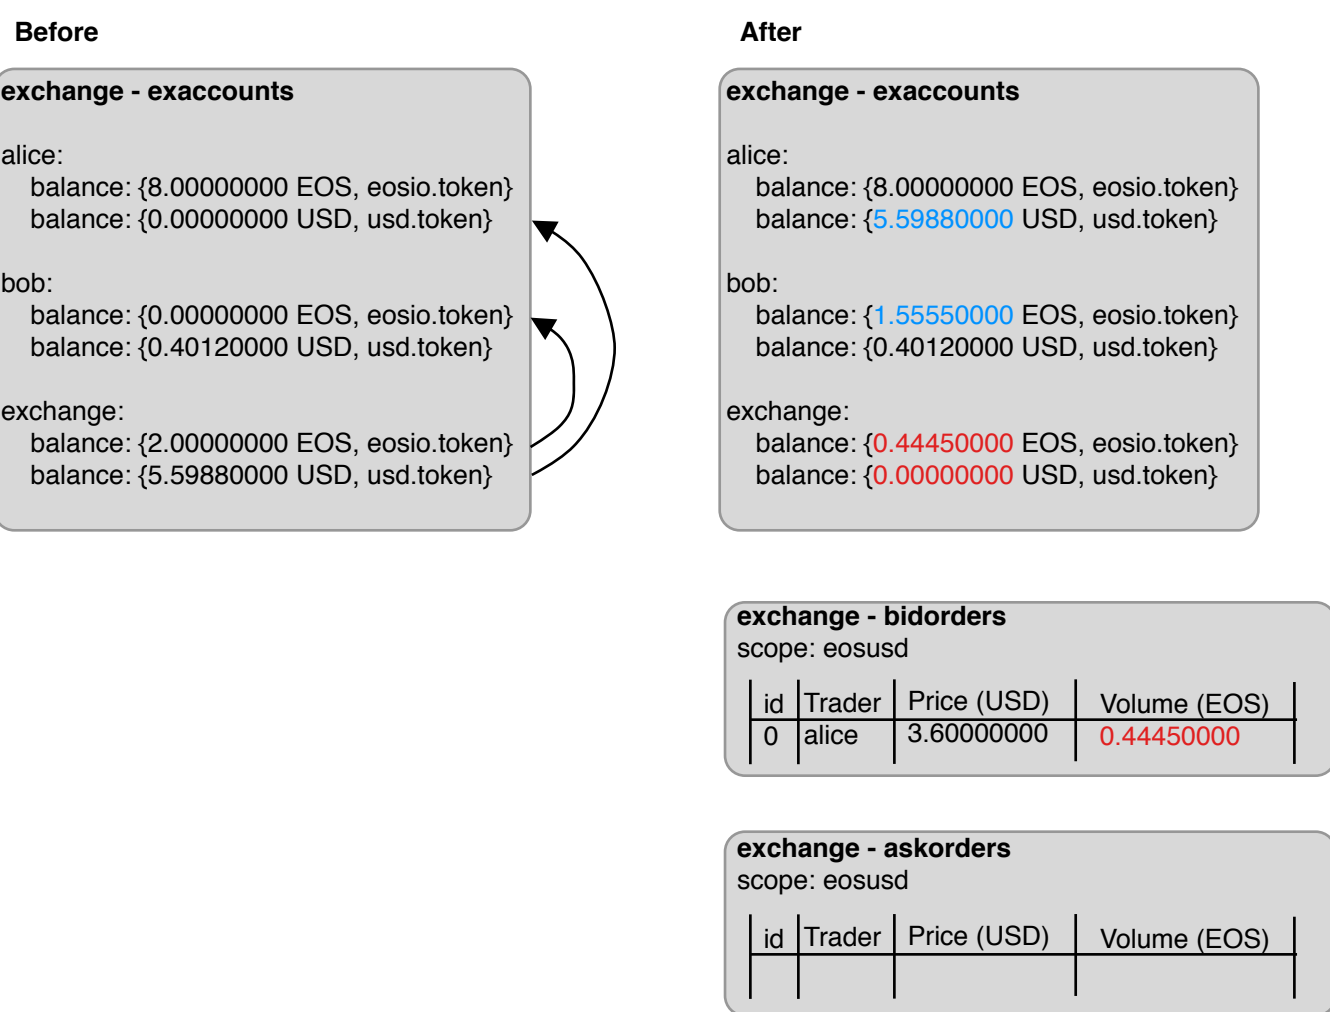 Before
exchange - exaccounts
alice:
balance: {8.00000000 EOS, eosio.token}
balance: {0.00000000 USD, usd.token}
bob:
balance: {0.00000000 EOS, eosio.token}
balance: {0.40120000 USD, usd.token}
exchange:
balance: {2.00000000 EOS, eosio.token}
balance: {5.59880000 USD, usd.token}
After
exchange - exaccounts
alice:
balance: {8.00000000 EOS, eosio.token}
balance: {5.59880000 USD, usd.token}
bob:
balance: {1.55550000 EOS, eosio.token}
balance: {0.40120000 USD, usd.token}
exchange:
balance: {0.44450000 EOS, eosio.token}
balance: {0.00000000 USD, usd.token}
exchange - bidorders
scope: eosusd
id Trader Price (USD) Volume (EOS)
0 alice 3.60000000 0.44450000
exchange - askorders
scope: eosusd
id Trader Price (USD) Volume (EOS)